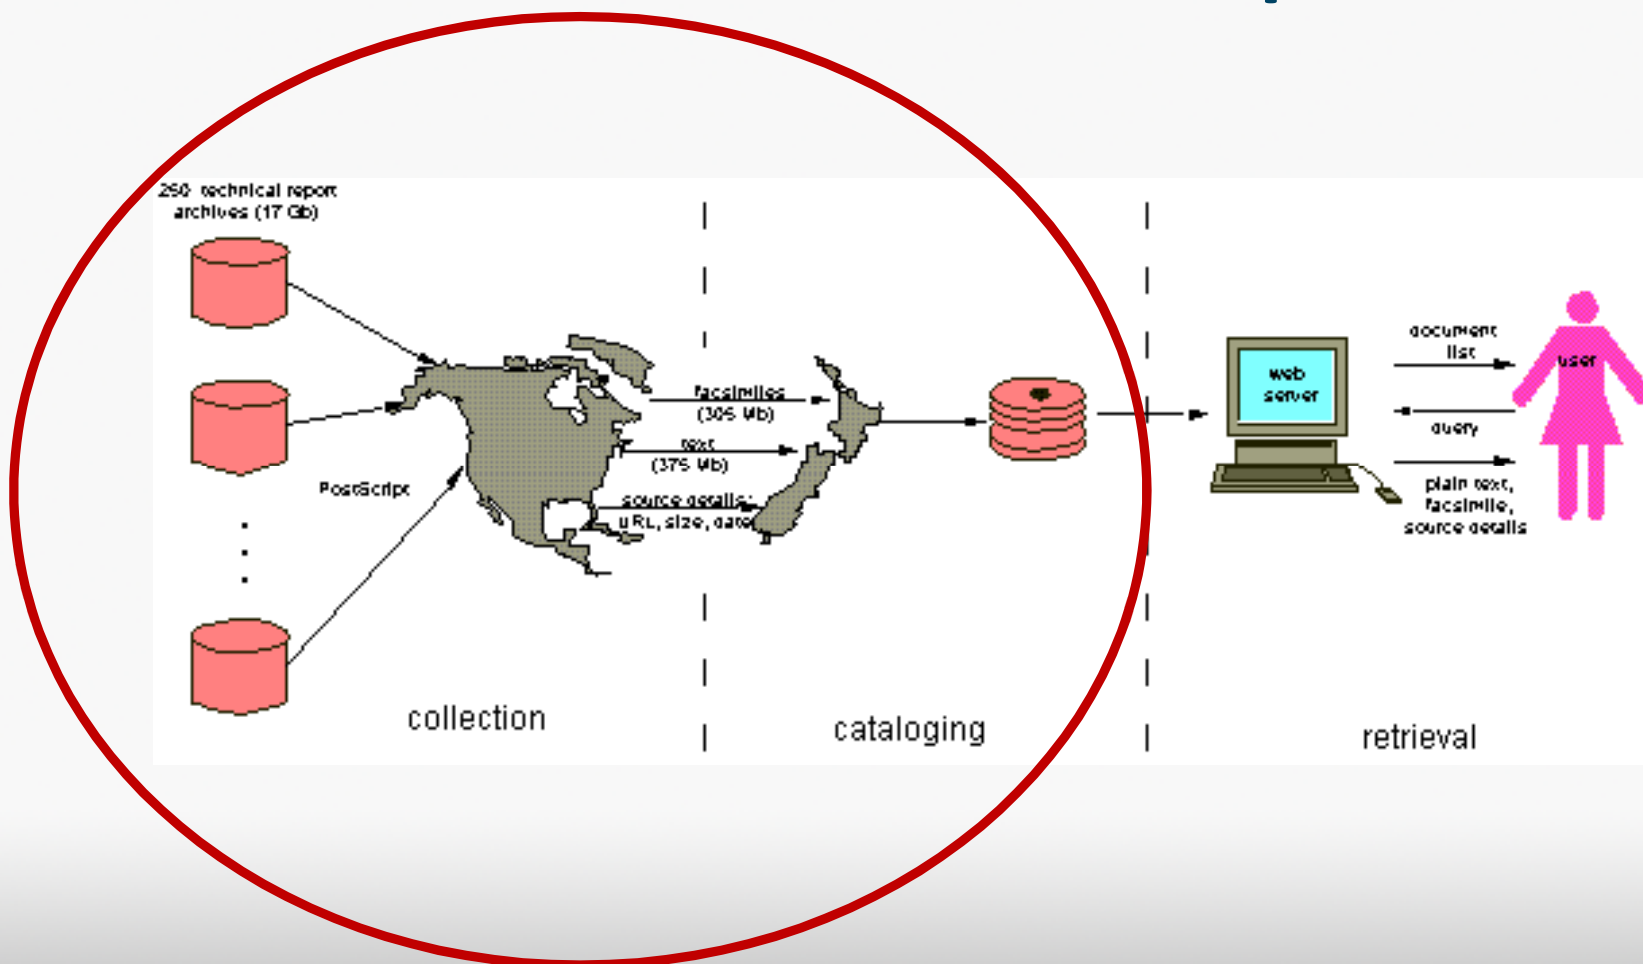 250 technical report
archives (17 Gb)
PostScript
facsimiles
(305 Mb)
text
(375 Mb)
source details:
URL, size, date
web
server
document
list
query
plain text,
facsimile,
source details
user
collection
cataloging
retrieval